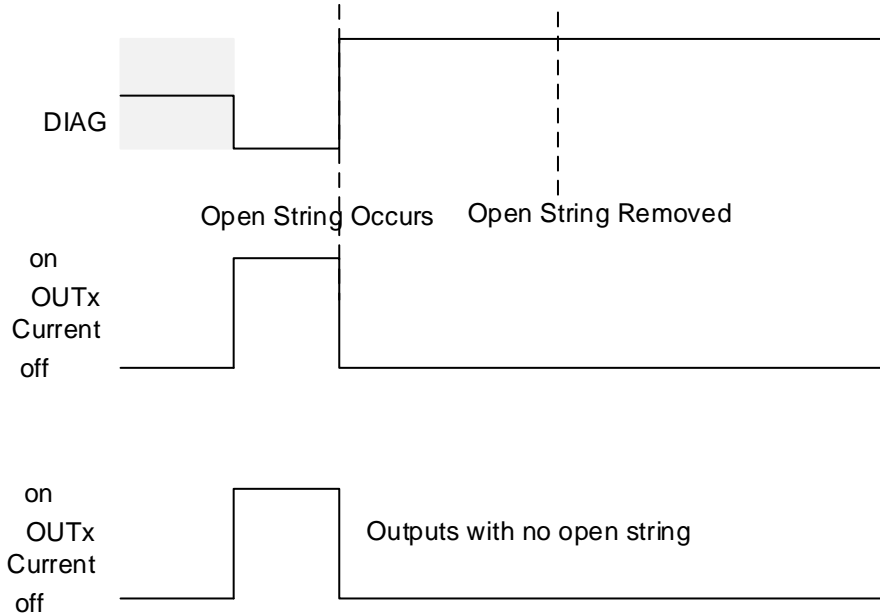 DIAG
Open String Occurs
Open String Removed
on
OUTx
Current
off
on
OUTx
Outputs with no open string
Current
off